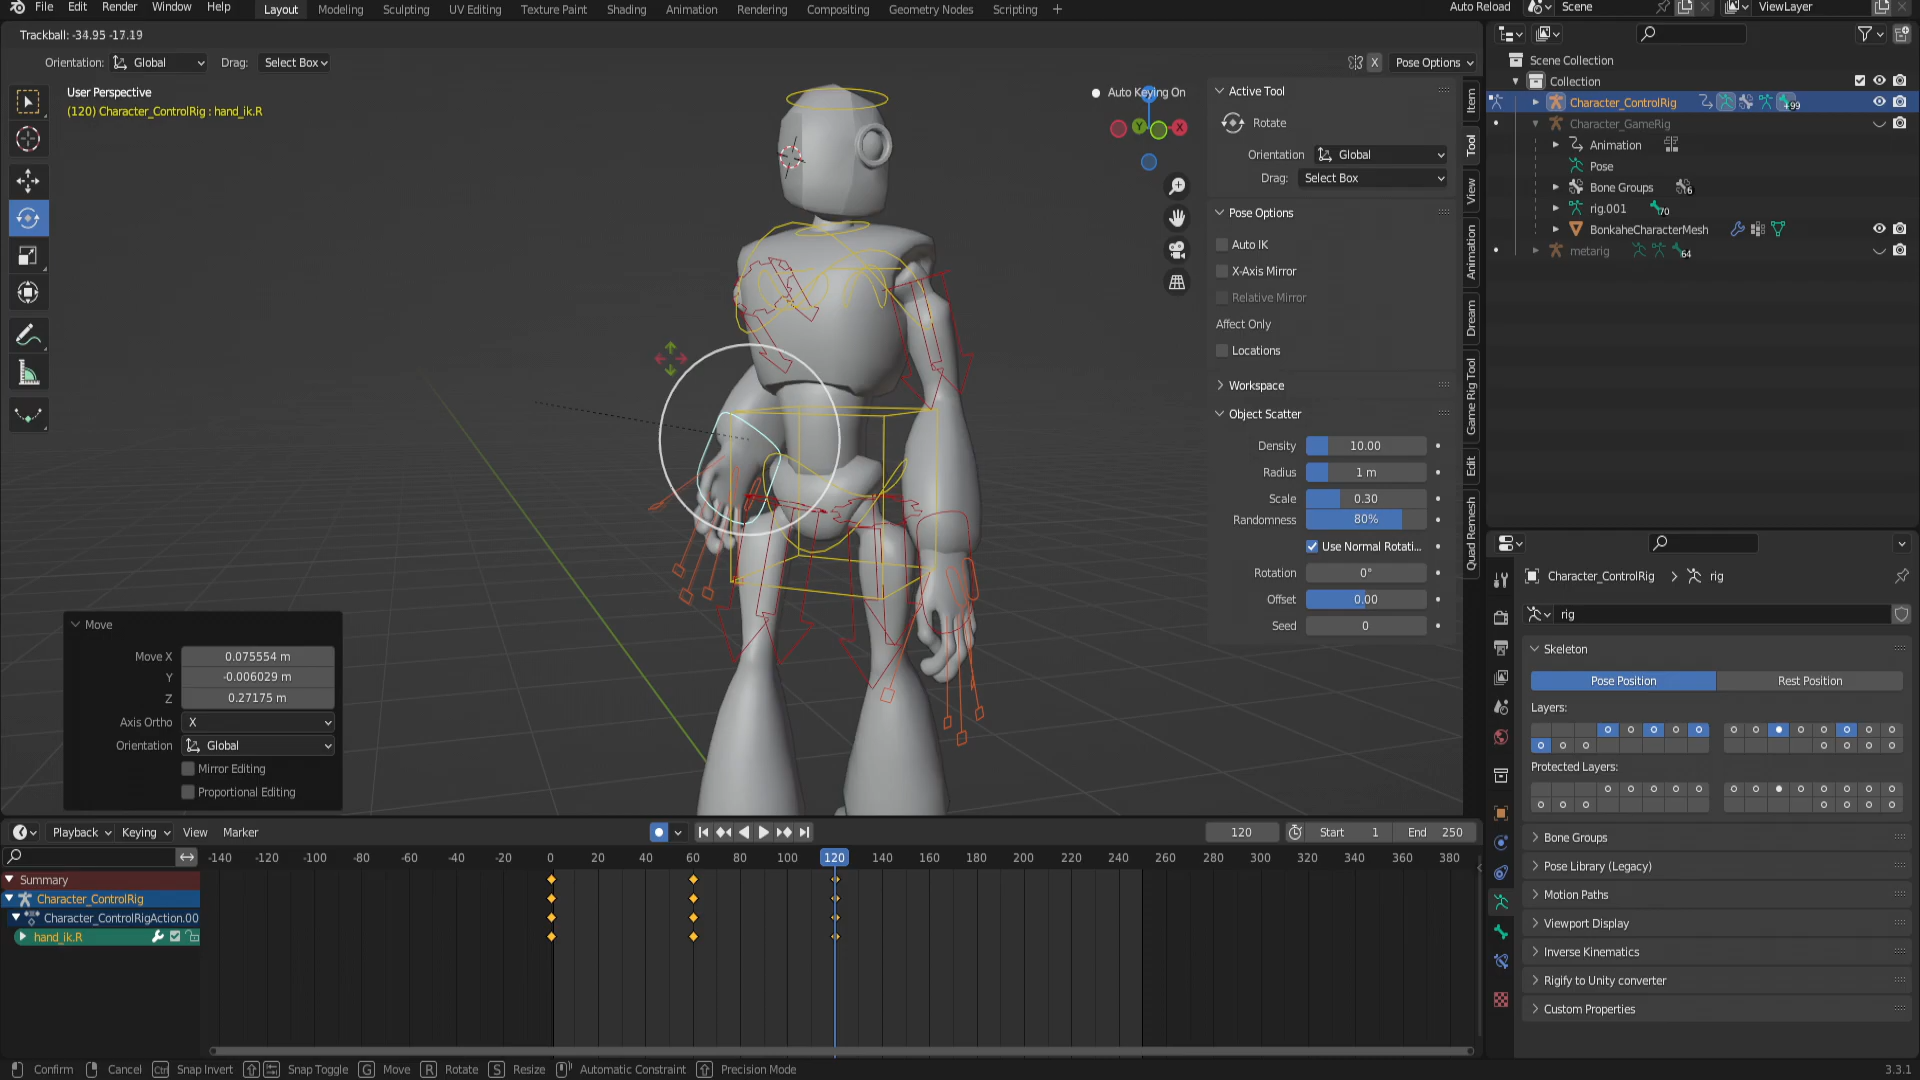 File Edit Render Window Help Layout Modeling Sculpting UV Editing Texture Paint Shading Animation Rendering Compositing Geometry Nodes Scripting + Auto Reload Scene ViewLayer
Trackball: -34.95 -17.19
Orientation: Global Drag: Select Box X Pose Options
User Perspective
(120) Character_ControlRig : hand_ik.R
Auto Keying On
Y X
Active Tool
Rotate
Orientation Global
Drag: Select Box
Pose Options
Auto IK
X-Axis Mirror
Relative Mirror
Affect Only
Locations
Workspace
Object Scatter
Density 10.00
Radius 1 m
Scale 0.30
Randomness 80%
Use Normal Rotati...
Rotation 0°
Offset 0.00
Seed 0
Item
Tool
View
Animation
Dream
Game Rig Tool
Edit
Quad Remesh
Scene Collection
Collection
Character_ControlRig +99
Character_GameRig
Animation
Pose
Bone Groups 6
rig.001 70
BonkaheCharacterMesh
metarig 64
Character_ControlRig > rig
rig
Skeleton
Pose Position Rest Position
Layers:
Protected Layers:
Bone Groups
Pose Library (Legacy)
Motion Paths
Viewport Display
Inverse Kinematics
Rigify to Unity converter
Custom Properties
Move
Move X 0.075554 m
Y -0.006029 m
Z 0.27175 m
Axis Ortho X
Orientation Global
Mirror Editing
Proportional Editing
Playback Keying View Marker 120 Start 1 End 250
-140 -120 -100 -80 -60 -40 -20 0 20 40 60 80 100 120 140 160 180 200 220 240 260 280 300 320 340 360 380
Summary
Character_ControlRig
Character_ControlRigAction.00
hand_ik.R
Confirm Cancel Ctrl Snap Invert Snap Toggle G Move R Rotate S Resize Automatic Constraint Precision Mode 3.3.1